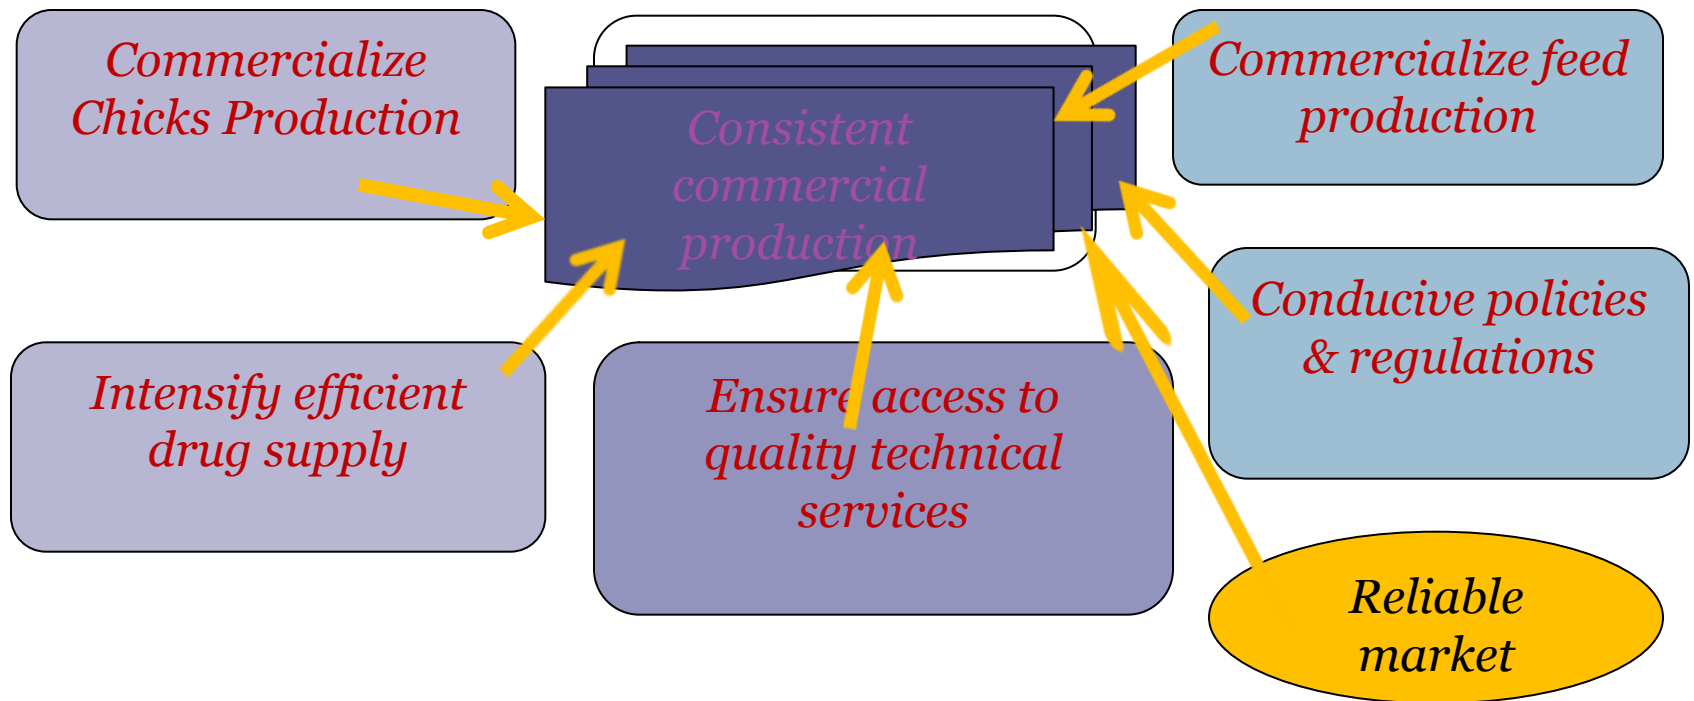 Commercialize
Chicks Production
Consistent
commercial
production
Commercialize feed
production
Conducive policies
& regulations
Intensify efficient
drug supply
Ensure access to
quality technical
services
Reliable
market